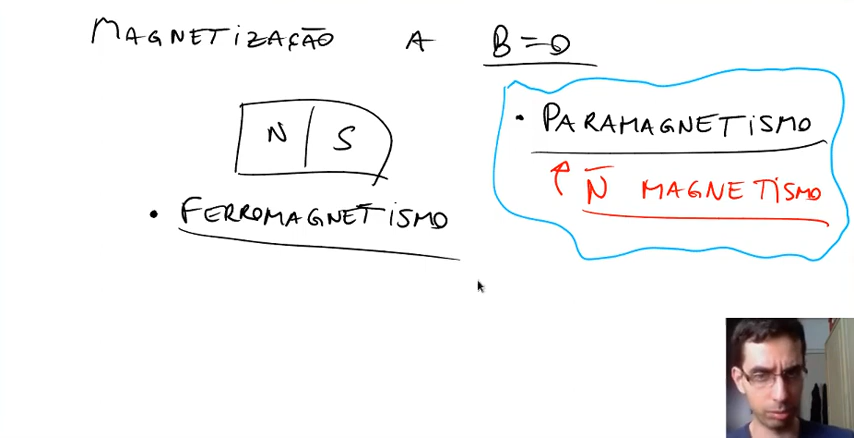 MAGNETIZAÇÃO A B=0
N S
• PARAMAGNETISMO
N̄ MAGNETISMO
• FERROMAGNETISMO